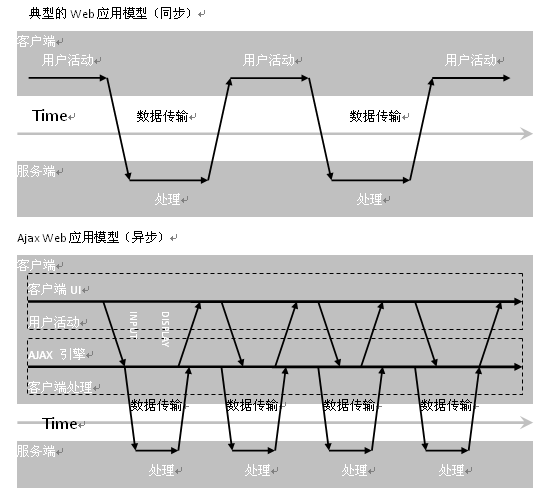 典型的 Web 应用模型（同步）
客户端
用户活动 用户活动 用户活动
Time 数据传输 数据传输
服务端
处理 处理
Ajax Web 应用模型（异步）
客户端
客户端 UI
用户活动 INPUT DISPLAY
AJAX 引擎
客户端处理
数据传输 数据传输 数据传输 数据传输
Time
服务端
处理 处理 处理 处理